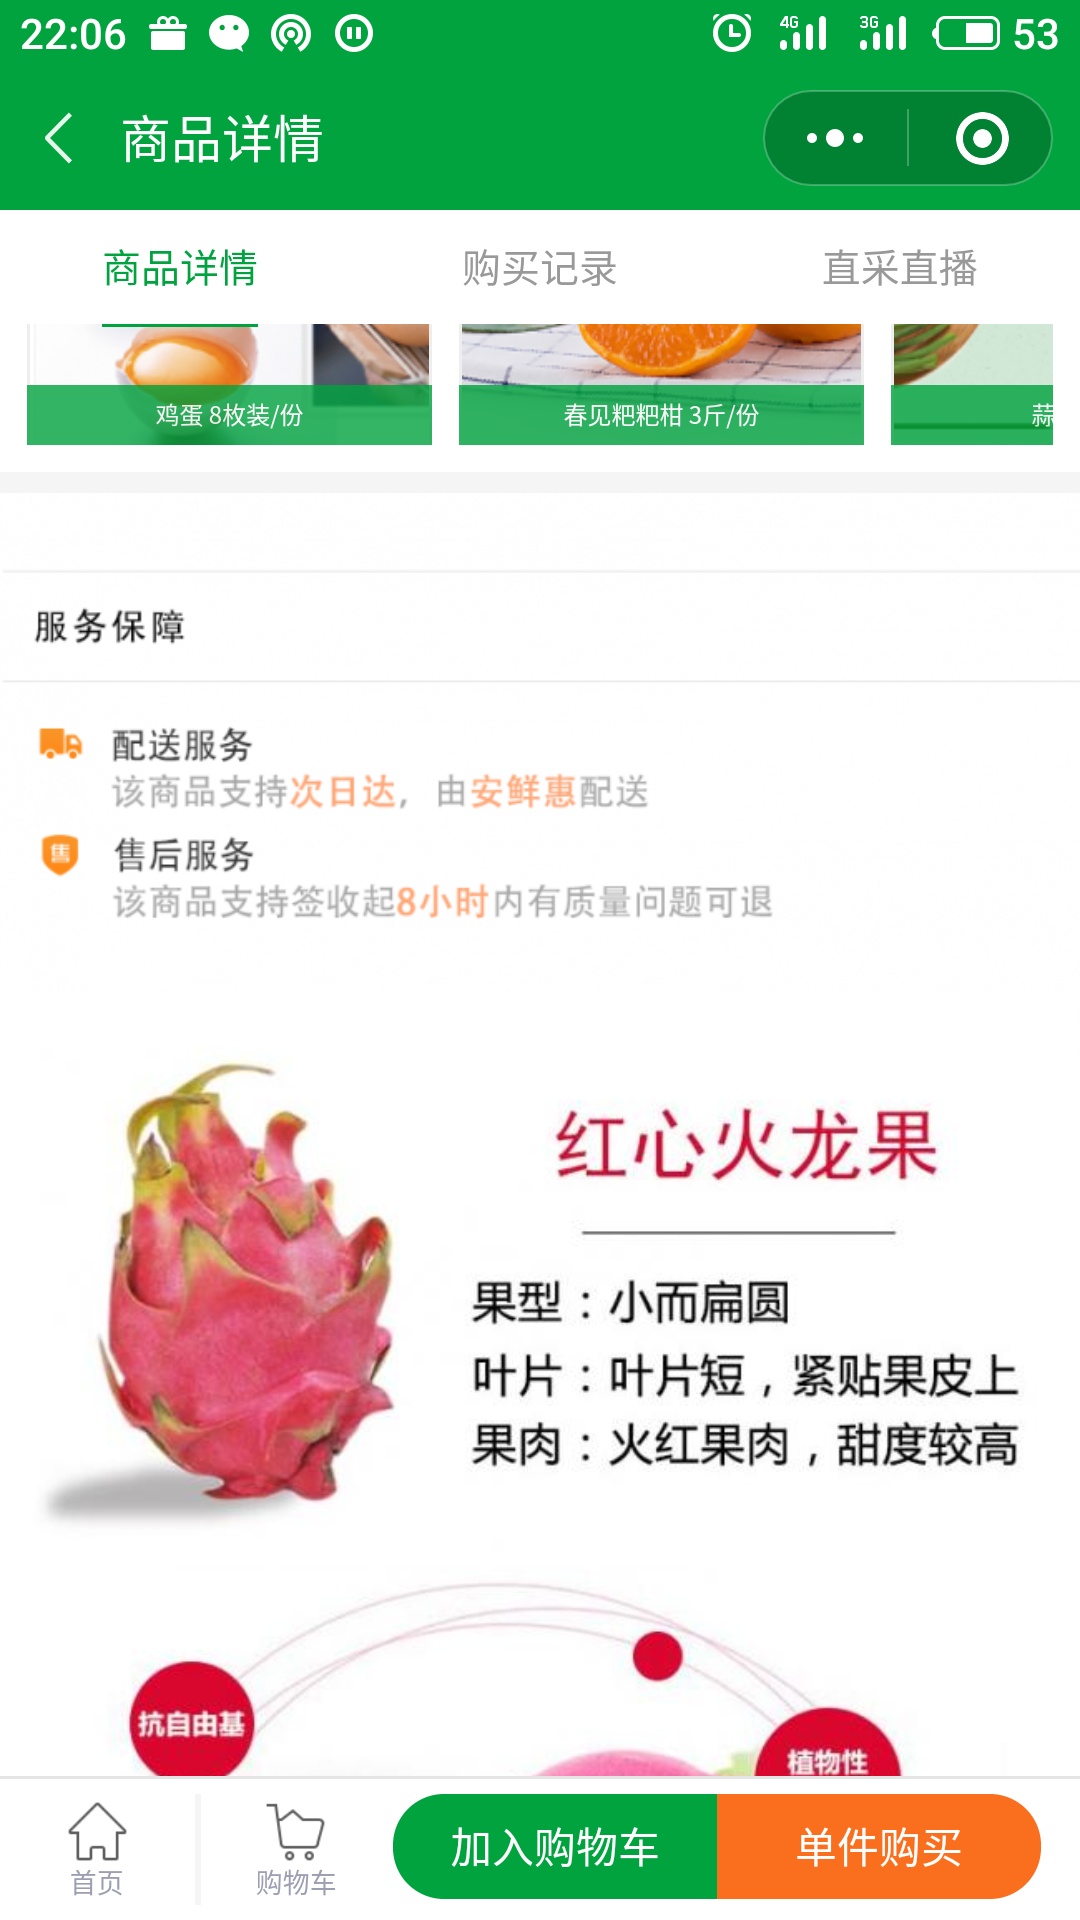 22:06 4G 3G 53
商品详情
商品详情 购买记录 直采直播
鸡蛋 8枚装/份 春见粑粑柑 3斤/份 蒜
服务保障
配送服务
该商品支持次日达，由安鲜惠配送
售 售后服务
该商品支持签收起8小时内有质量问题可退
红心火龙果
果型：小而扁圆
叶片：叶片短，紧贴果皮上
果肉：火红果肉，甜度较高
抗自由基
植物性
首页 购物车 加入购物车 单件购买